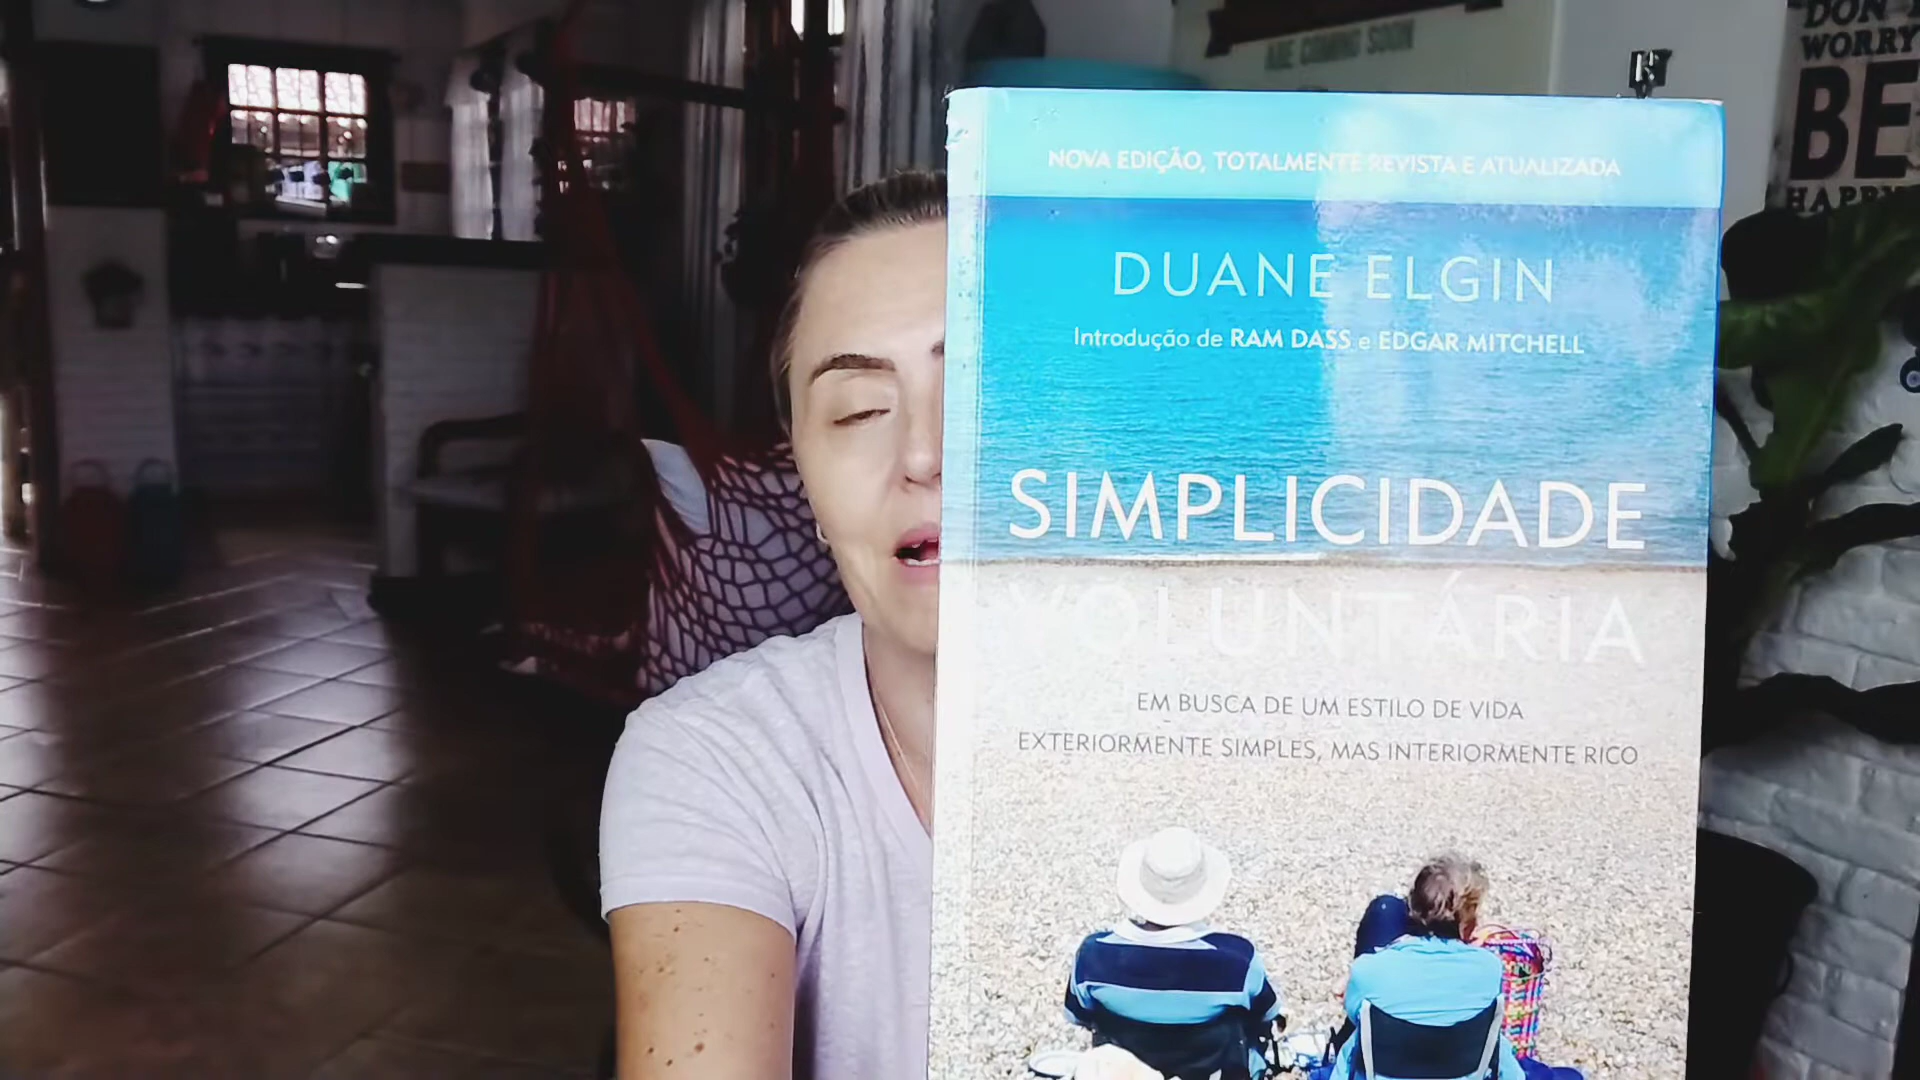 NOVA EDIÇÃO, TOTALMENTE REVISTA E ATUALIZADA
DUANE ELGIN
Introdução de RAM DASS e EDGAR MITCHELL
SIMPLICIDADE
VOLUNTÁRIA
EM BUSCA DE UM ESTILO DE VIDA
EXTERIORMENTE SIMPLES, MAS INTERIORMENTE RICO
ARE COMING SOON
DON'T
WORRY
BE
HAPPY